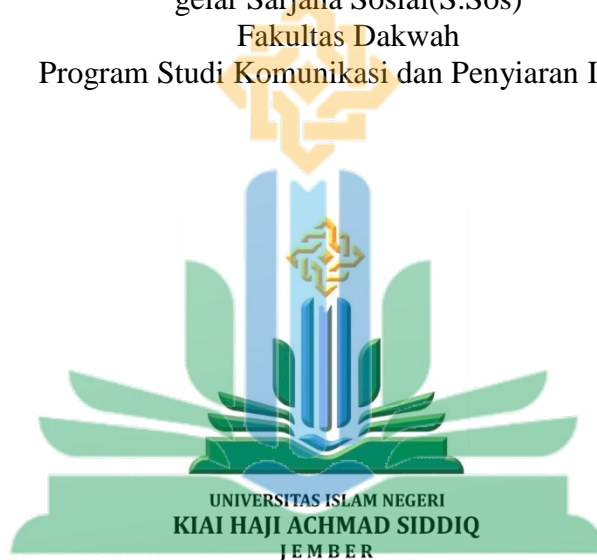 gelar Sarjana Sosial(S.Sos)
Fakultas Dakwah
Program Studi Komunikasi dan Penyiaran
UNIVERSITAS ISLAM NEGERI
KIAI HAJI ACHMAD SIDDIQ
JEMBER